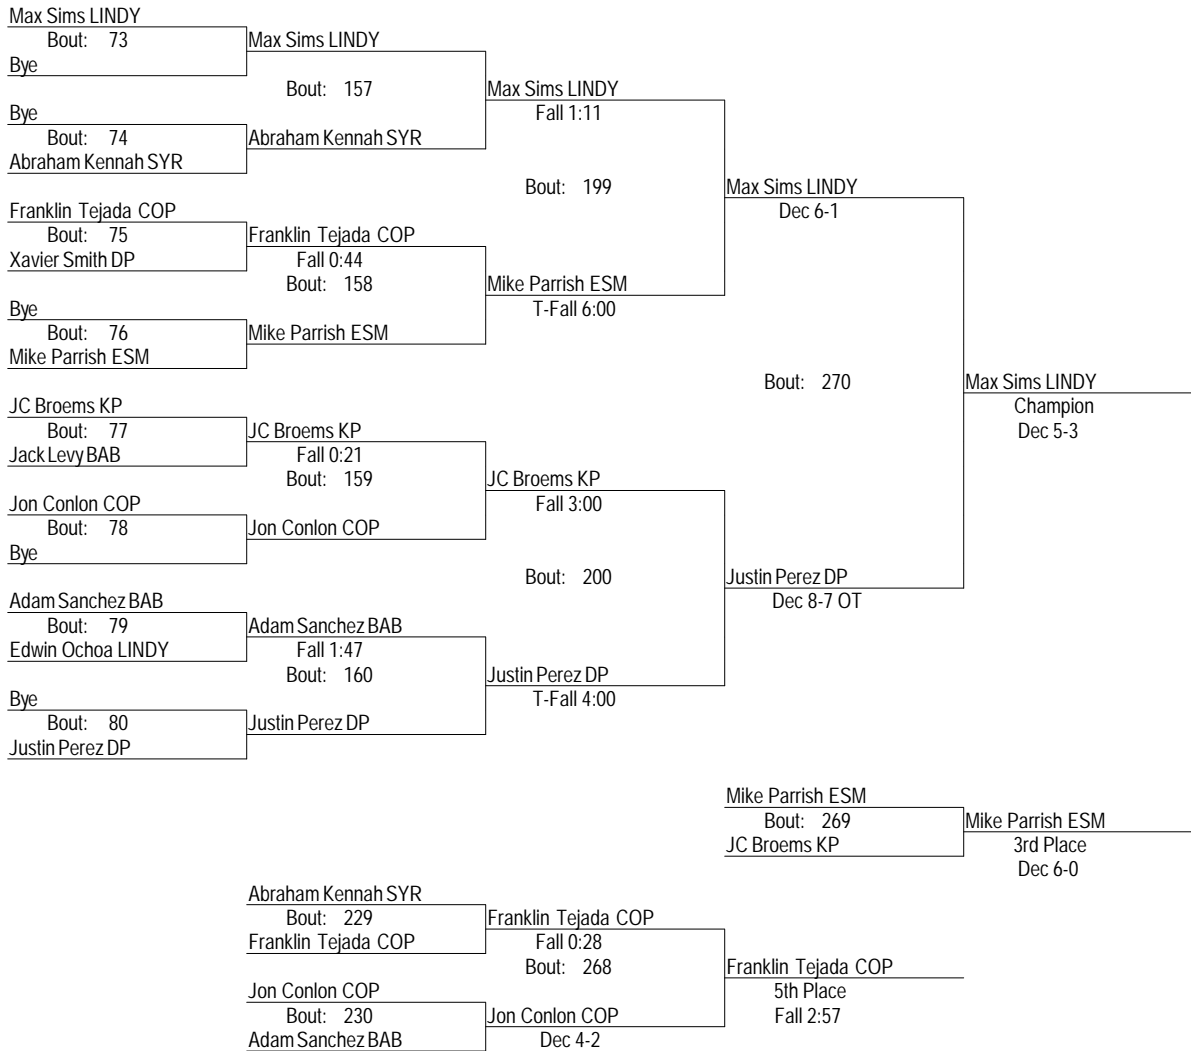 Max Sims LINDY
Bout: 73
Bye
Max Sims LINDY
Bout: 157
Bye
Bout: 74
Abraham Kennah SYR
Abraham Kennah SYR
Max Sims LINDY
Fall 1:11
Bout: 199
Franklin Tejada COP
Bout: 75
Xavier Smith DP
Franklin Tejada COP
Fall 0:44
Bout: 158
Bye
Bout: 76
Mike Parrish ESM
Mike Parrish ESM
Mike Parrish ESM
T-Fall 6:00
Max Sims LINDY
Dec 6-1
Bout: 270
JC Broems KP
Bout: 77
Jack Levy BAB
JC Broems KP
Fall 0:21
Bout: 159
Jon Conlon COP
Bout: 78
Bye
Jon Conlon COP
JC Broems KP
Fall 3:00
Bout: 200
Adam Sanchez BAB
Bout: 79
Edwin Ochoa LINDY
Adam Sanchez BAB
Fall 1:47
Bout: 160
Bye
Bout: 80
Justin Perez DP
Justin Perez DP
Justin Perez DP
T-Fall 4:00
Justin Perez DP
Dec 8-7 OT
Max Sims LINDY
Champion
Dec 5-3
Mike Parrish ESM
Bout: 269
JC Broems KP
Mike Parrish ESM
3rd Place
Dec 6-0
Abraham Kennah SYR
Bout: 229
Franklin Tejada COP
Franklin Tejada COP
Fall 0:28
Bout: 268
Jon Conlon COP
Bout: 230
Adam Sanchez BAB
Jon Conlon COP
Dec 4-2
Franklin Tejada COP
5th Place
Fall 2:57